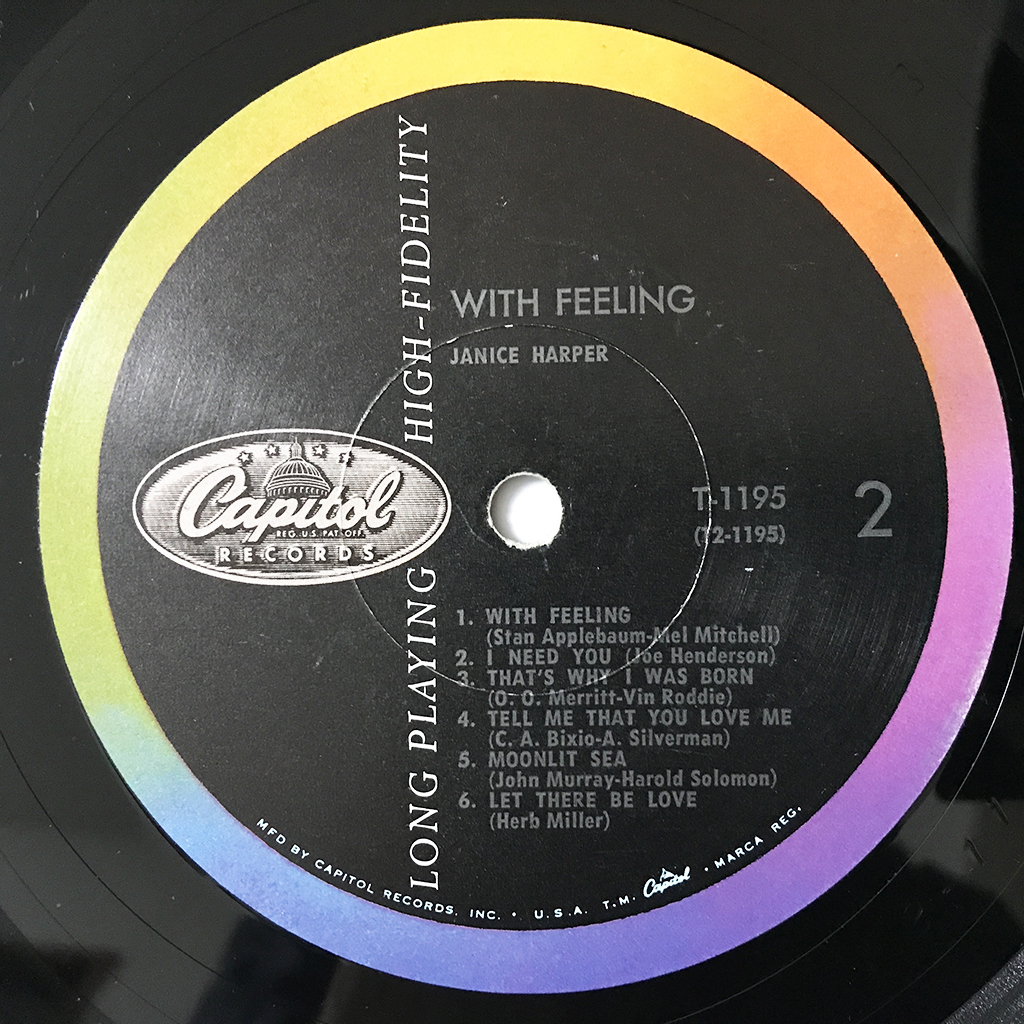 LONG PLAYING HIGH-FIDELITY
WITH FEELING
JANICE HARPER
Capitol
REG. U.S. PAT. OFF.
RECORDS
T-1195
(T2-1195)
2
1. WITH FEELING
(Stan Applebaum-Mel Mitchell)
2. I NEED YOU (Joe Henderson)
3. THAT'S WHY I WAS BORN
(O. O. Merritt-Vin Roddie)
4. TELL ME THAT YOU LOVE ME
(C. A. Bixio-A. Silverman)
5. MOONLIT SEA
(John Murray-Harold Solomon)
6. LET THERE BE LOVE
(Herb Miller)
MFD BY CAPITOL RECORDS, INC. • U.S.A. T.M. Capitol • MARCA REG.